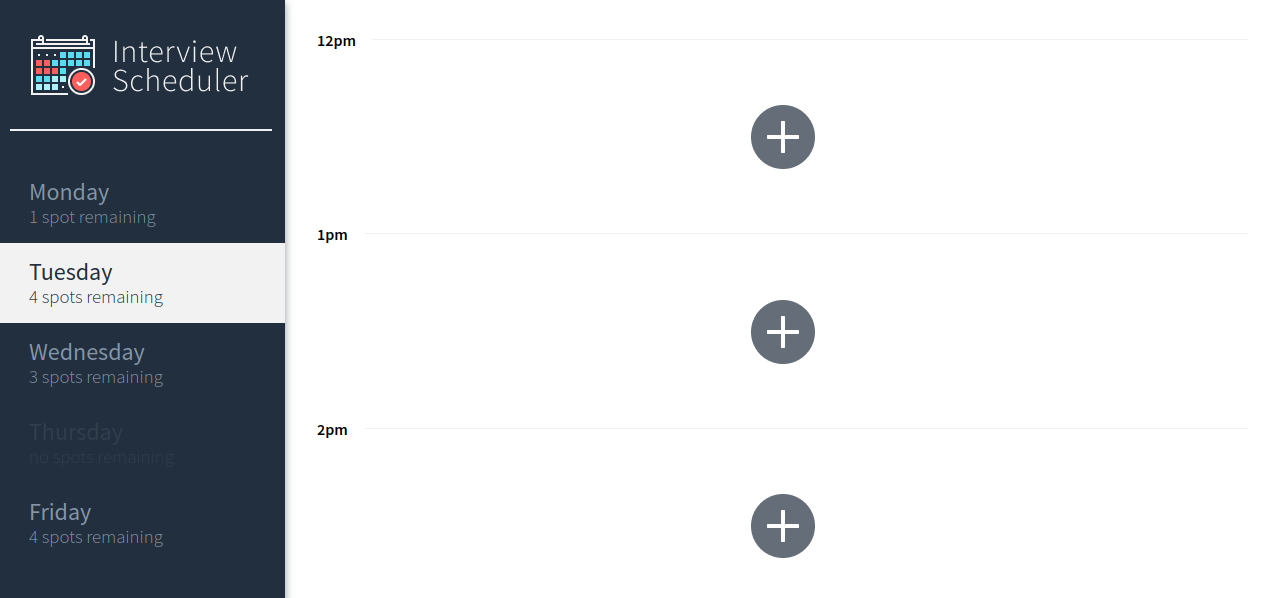 Interview
Scheduler
Monday
1 spot remaining
Tuesday
4 spots remaining
Wednesday
3 spots remaining
Thursday
no spots remaining
Friday
4 spots remaining
12pm
1pm
2pm